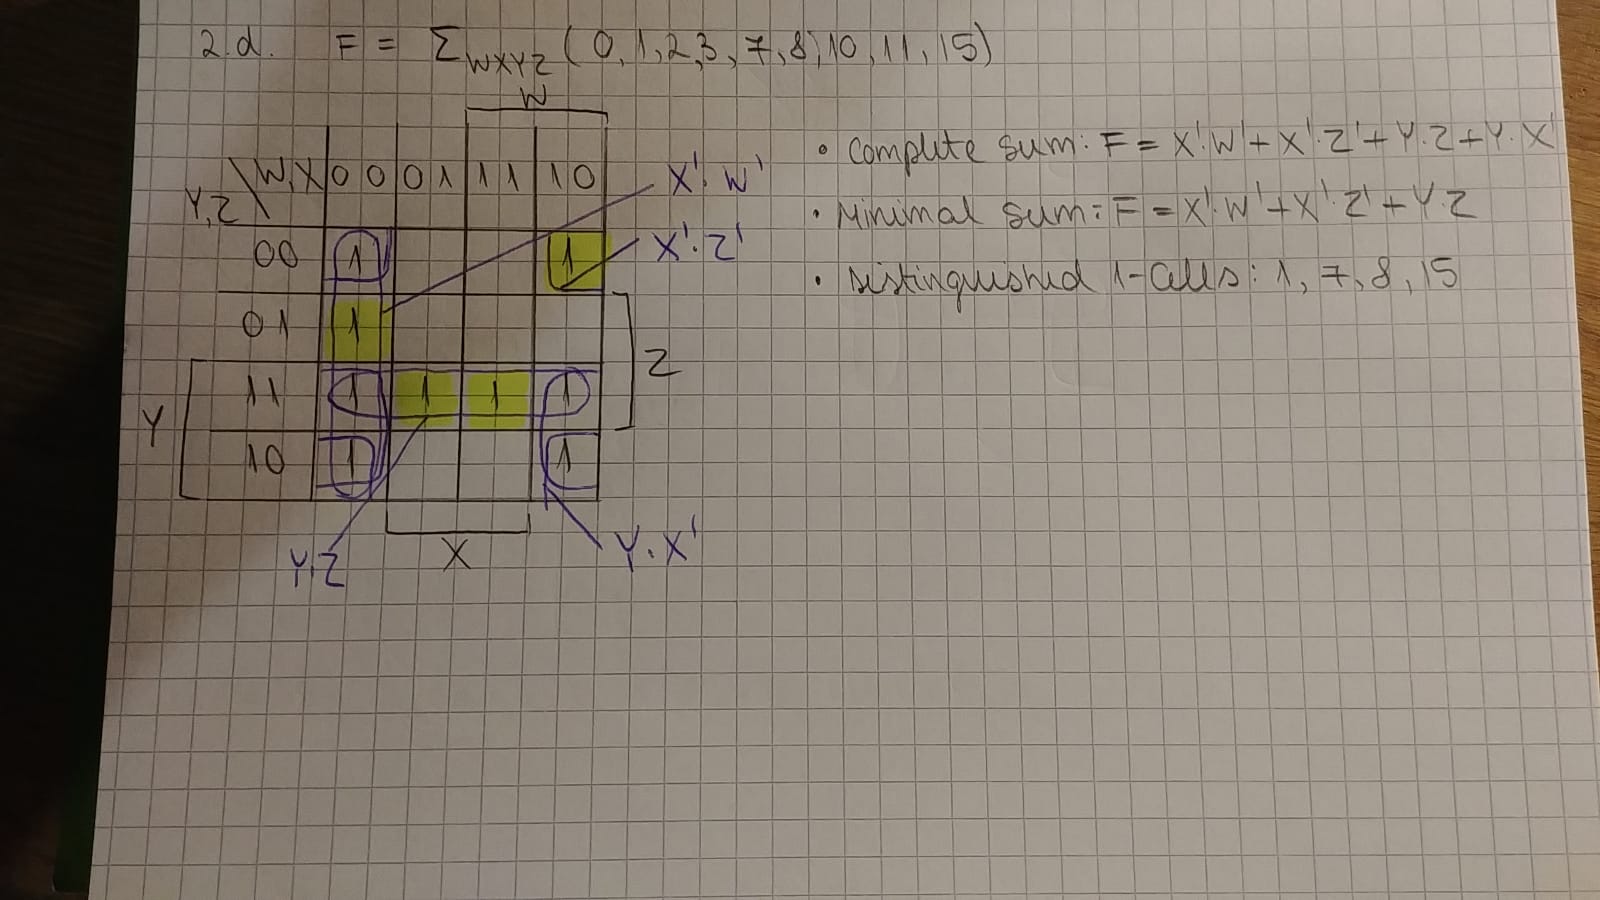 2.d. F = Σ WXYZ (0,1,2,3,7,8,10,11,15)
W
W,X 00 01 11 10
Y,Z
X'·W'
X'·Z'
00 1 1
01 1
11 1 1 1 1
10 1 1
Y
Z
X
Y·Z
Y·X'
• Complete sum: F = X'·W' + X'·Z' + Y·Z + Y·X'
• Minimal sum: F = X'·W' + X'·Z' + Y·Z
• Distinguished 1-cells: 1, 7, 8, 15